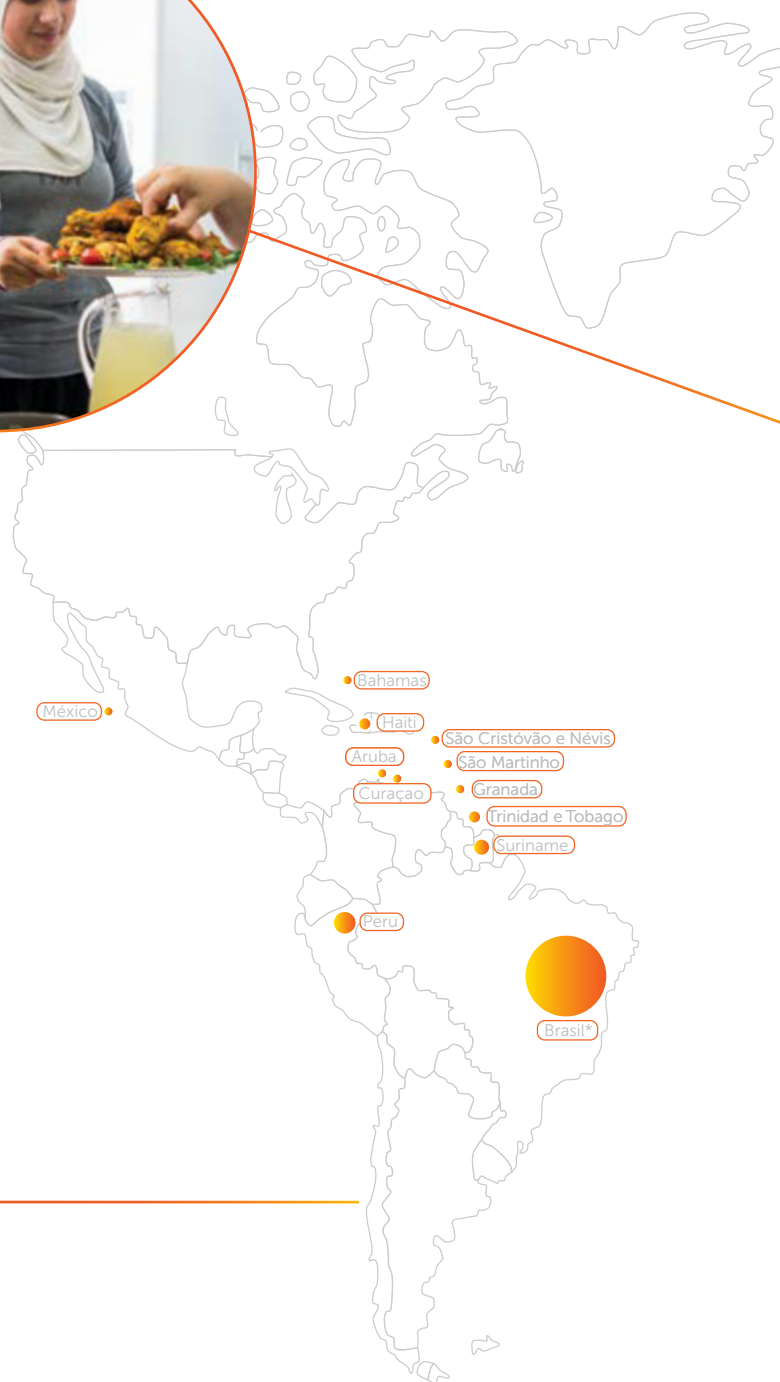 Bahamas
México
Haiti
São Cristóvão e Névis
Aruba
São Martinho
Curaçao
Granada
Trinidad e Tobago
Suriname
Peru
Brasil*